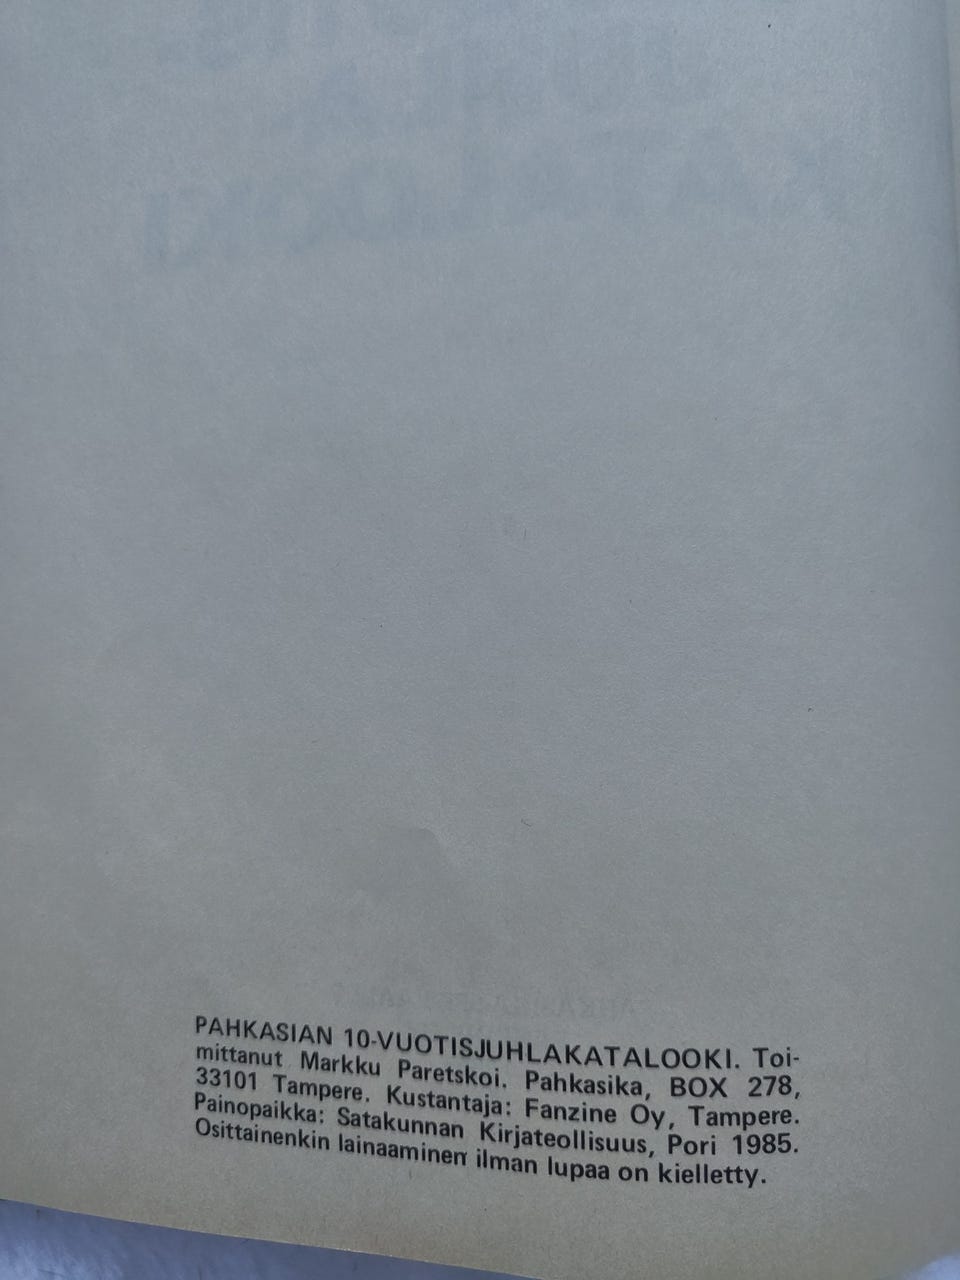 PAHKASIAN 10-VUOTISJUHLAKATALOOKI. Toi-
mittanut Markku Paretskoi. Pahkasika, BOX 278,
33101 Tampere. Kustantaja: Fanzine Oy, Tampere.
Painopaikka: Satakunnan Kirjateollisuus, Pori 1985.
Osittainenkin lainaaminen ilman lupaa on kielletty.